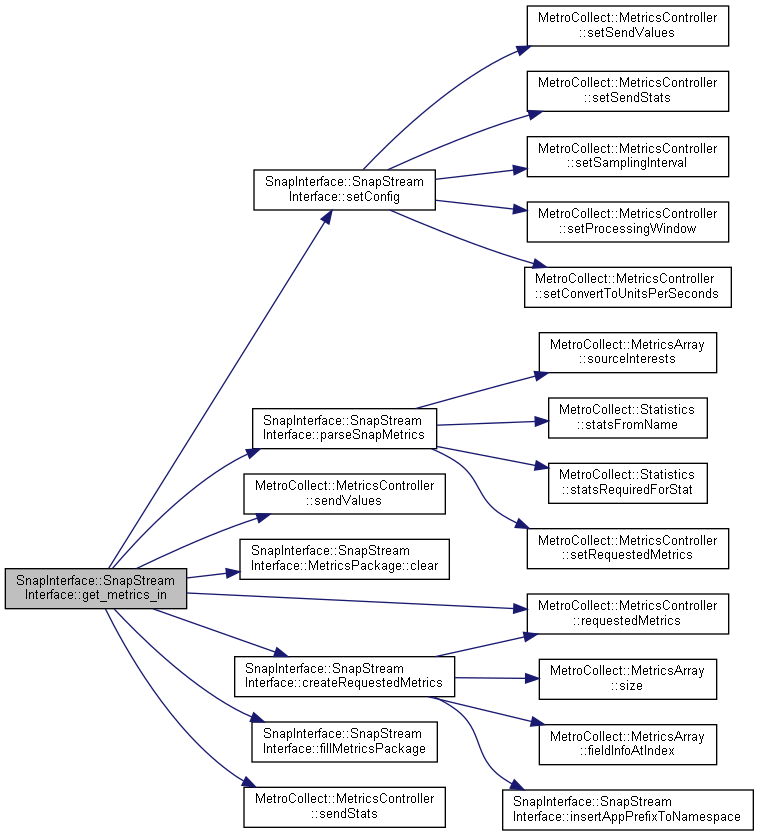 MetroCollect::MetricsController
::setSendValues
MetroCollect::MetricsController
::setSendStats
MetroCollect::MetricsController
::setSamplingInterval
SnapInterface::SnapStream
Interface::setConfig
MetroCollect::MetricsController
::setProcessingWindow
MetroCollect::MetricsController
::setConvertToUnitsPerSeconds
MetroCollect::MetricsArray
::sourceInterests
SnapInterface::SnapStream
Interface::parseSnapMetrics
MetroCollect::Statistics
::statsFromName
MetroCollect::Statistics
::statsRequiredForStat
MetroCollect::MetricsController
::sendValues
MetroCollect::MetricsController
::setRequestedMetrics
SnapInterface::SnapStream
Interface::MetricsPackage::clear
SnapInterface::SnapStream
Interface::get_metrics_in
MetroCollect::MetricsController
::requestedMetrics
SnapInterface::SnapStream
Interface::createRequestedMetrics
MetroCollect::MetricsArray
::size
SnapInterface::SnapStream
Interface::fillMetricsPackage
MetroCollect::MetricsArray
::fieldInfoAtIndex
MetroCollect::MetricsController
::sendStats
SnapInterface::SnapStream
Interface::insertAppPrefixToNamespace